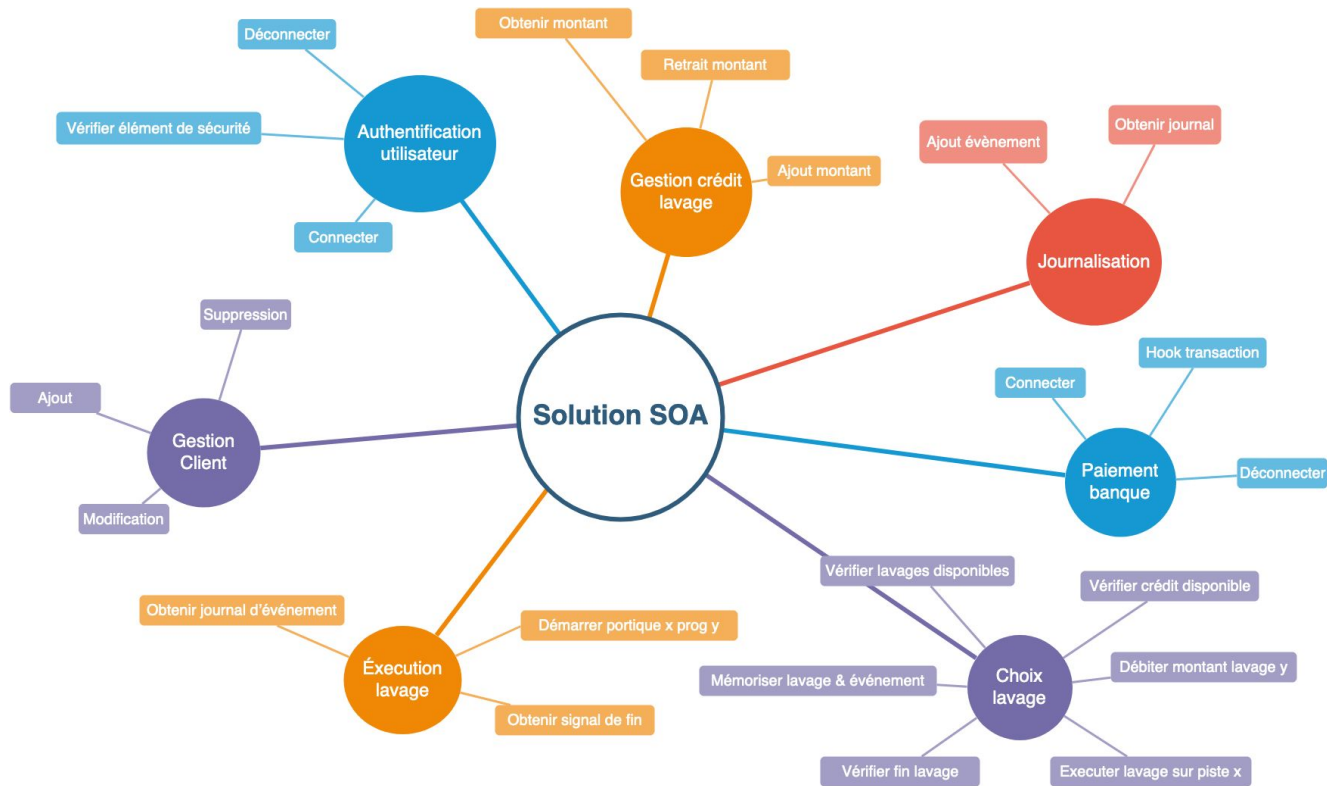 Obtenir montant
Déconnecter
Retrait montant
Vérifier élément de sécurité
Authentification
utilisateur
Ajout évènement
Obtenir journal
Gestion crédit
lavage
Ajout montant
Connecter
Journalisation
Suppression
Ajout
Gestion
Client
Modification
Solution SOA
Hook transaction
Connecter
Paiement
banque
Déconnecter
Vérifier lavages disponibles
Vérifier crédit disponible
Obtenir journal d'événement
Démarrer portique x prog y
Éxecution
lavage
Obtenir signal de fin
Mémoriser lavage & événement
Choix
lavage
Débiter montant lavage y
Vérifier fin lavage
Executer lavage sur piste x